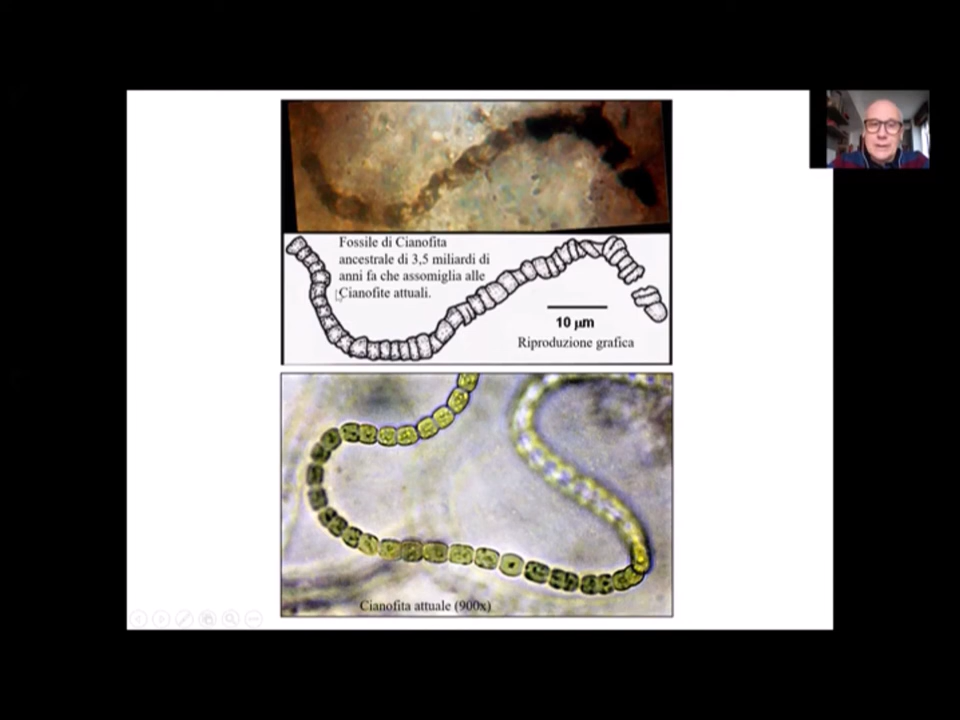 Fossile di Cianofita
ancestrale di 3,5 miliardi di
anni fa che assomiglia alle
Cianofite attuali.
10 µm
Riproduzione grafica
Cianofita attuale (900x)